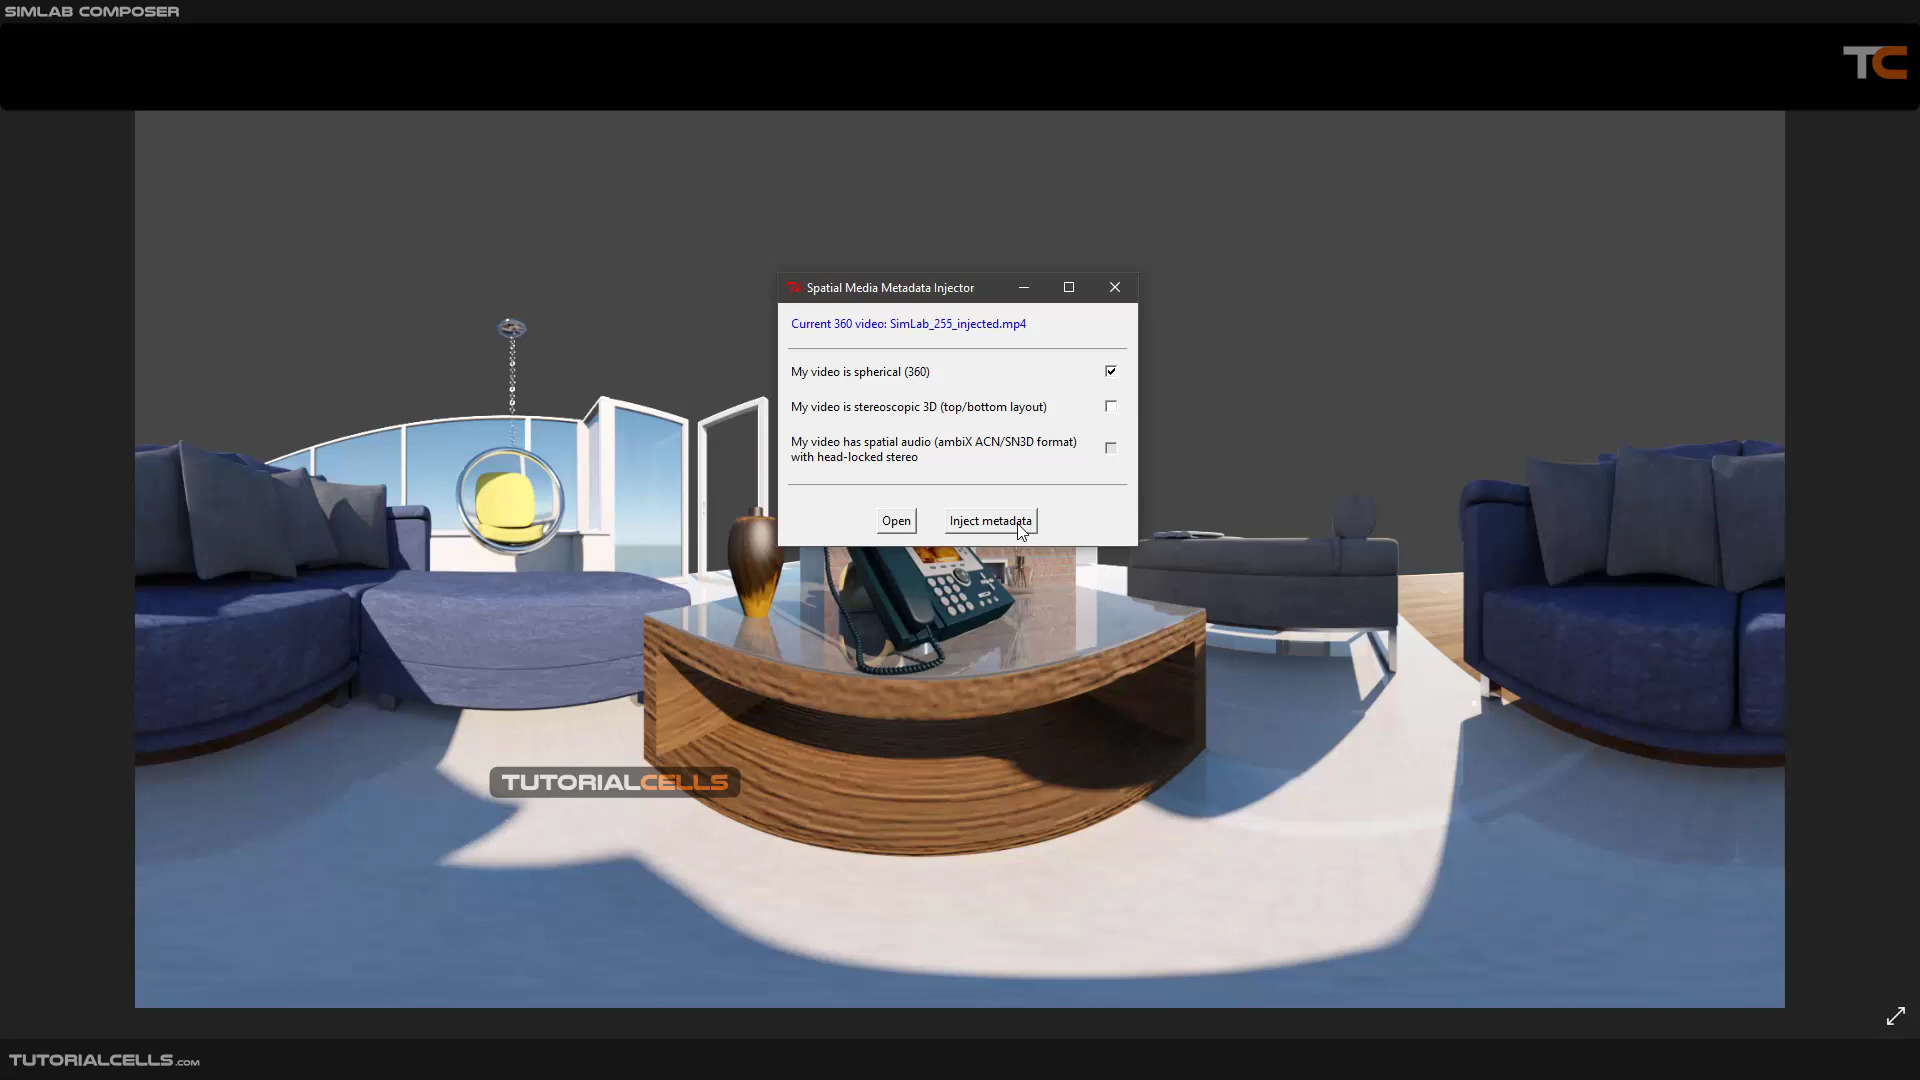 SIMLAB COMPOSER
TC
Spatial Media Metadata Injector
Current 360 video: SimLab_255_injected.mp4
My video is spherical (360)
My video is stereoscopic 3D (top/bottom layout)
My video has spatial audio (ambiX ACN/SN3D format)
with head-locked stereo
Open
Inject metadata
TUTORIALCELLS
TUTORIALCELLS.COM